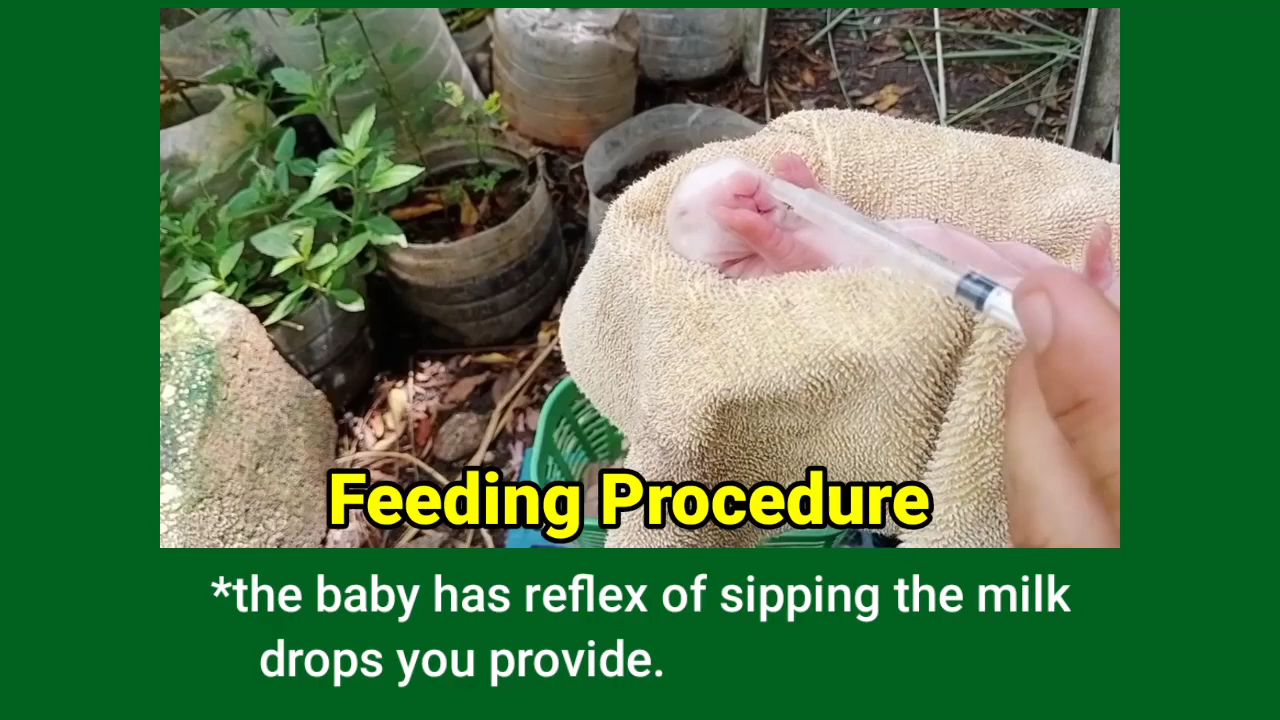 Feeding Procedure
*the baby has reflex of sipping the milk
drops you provide.